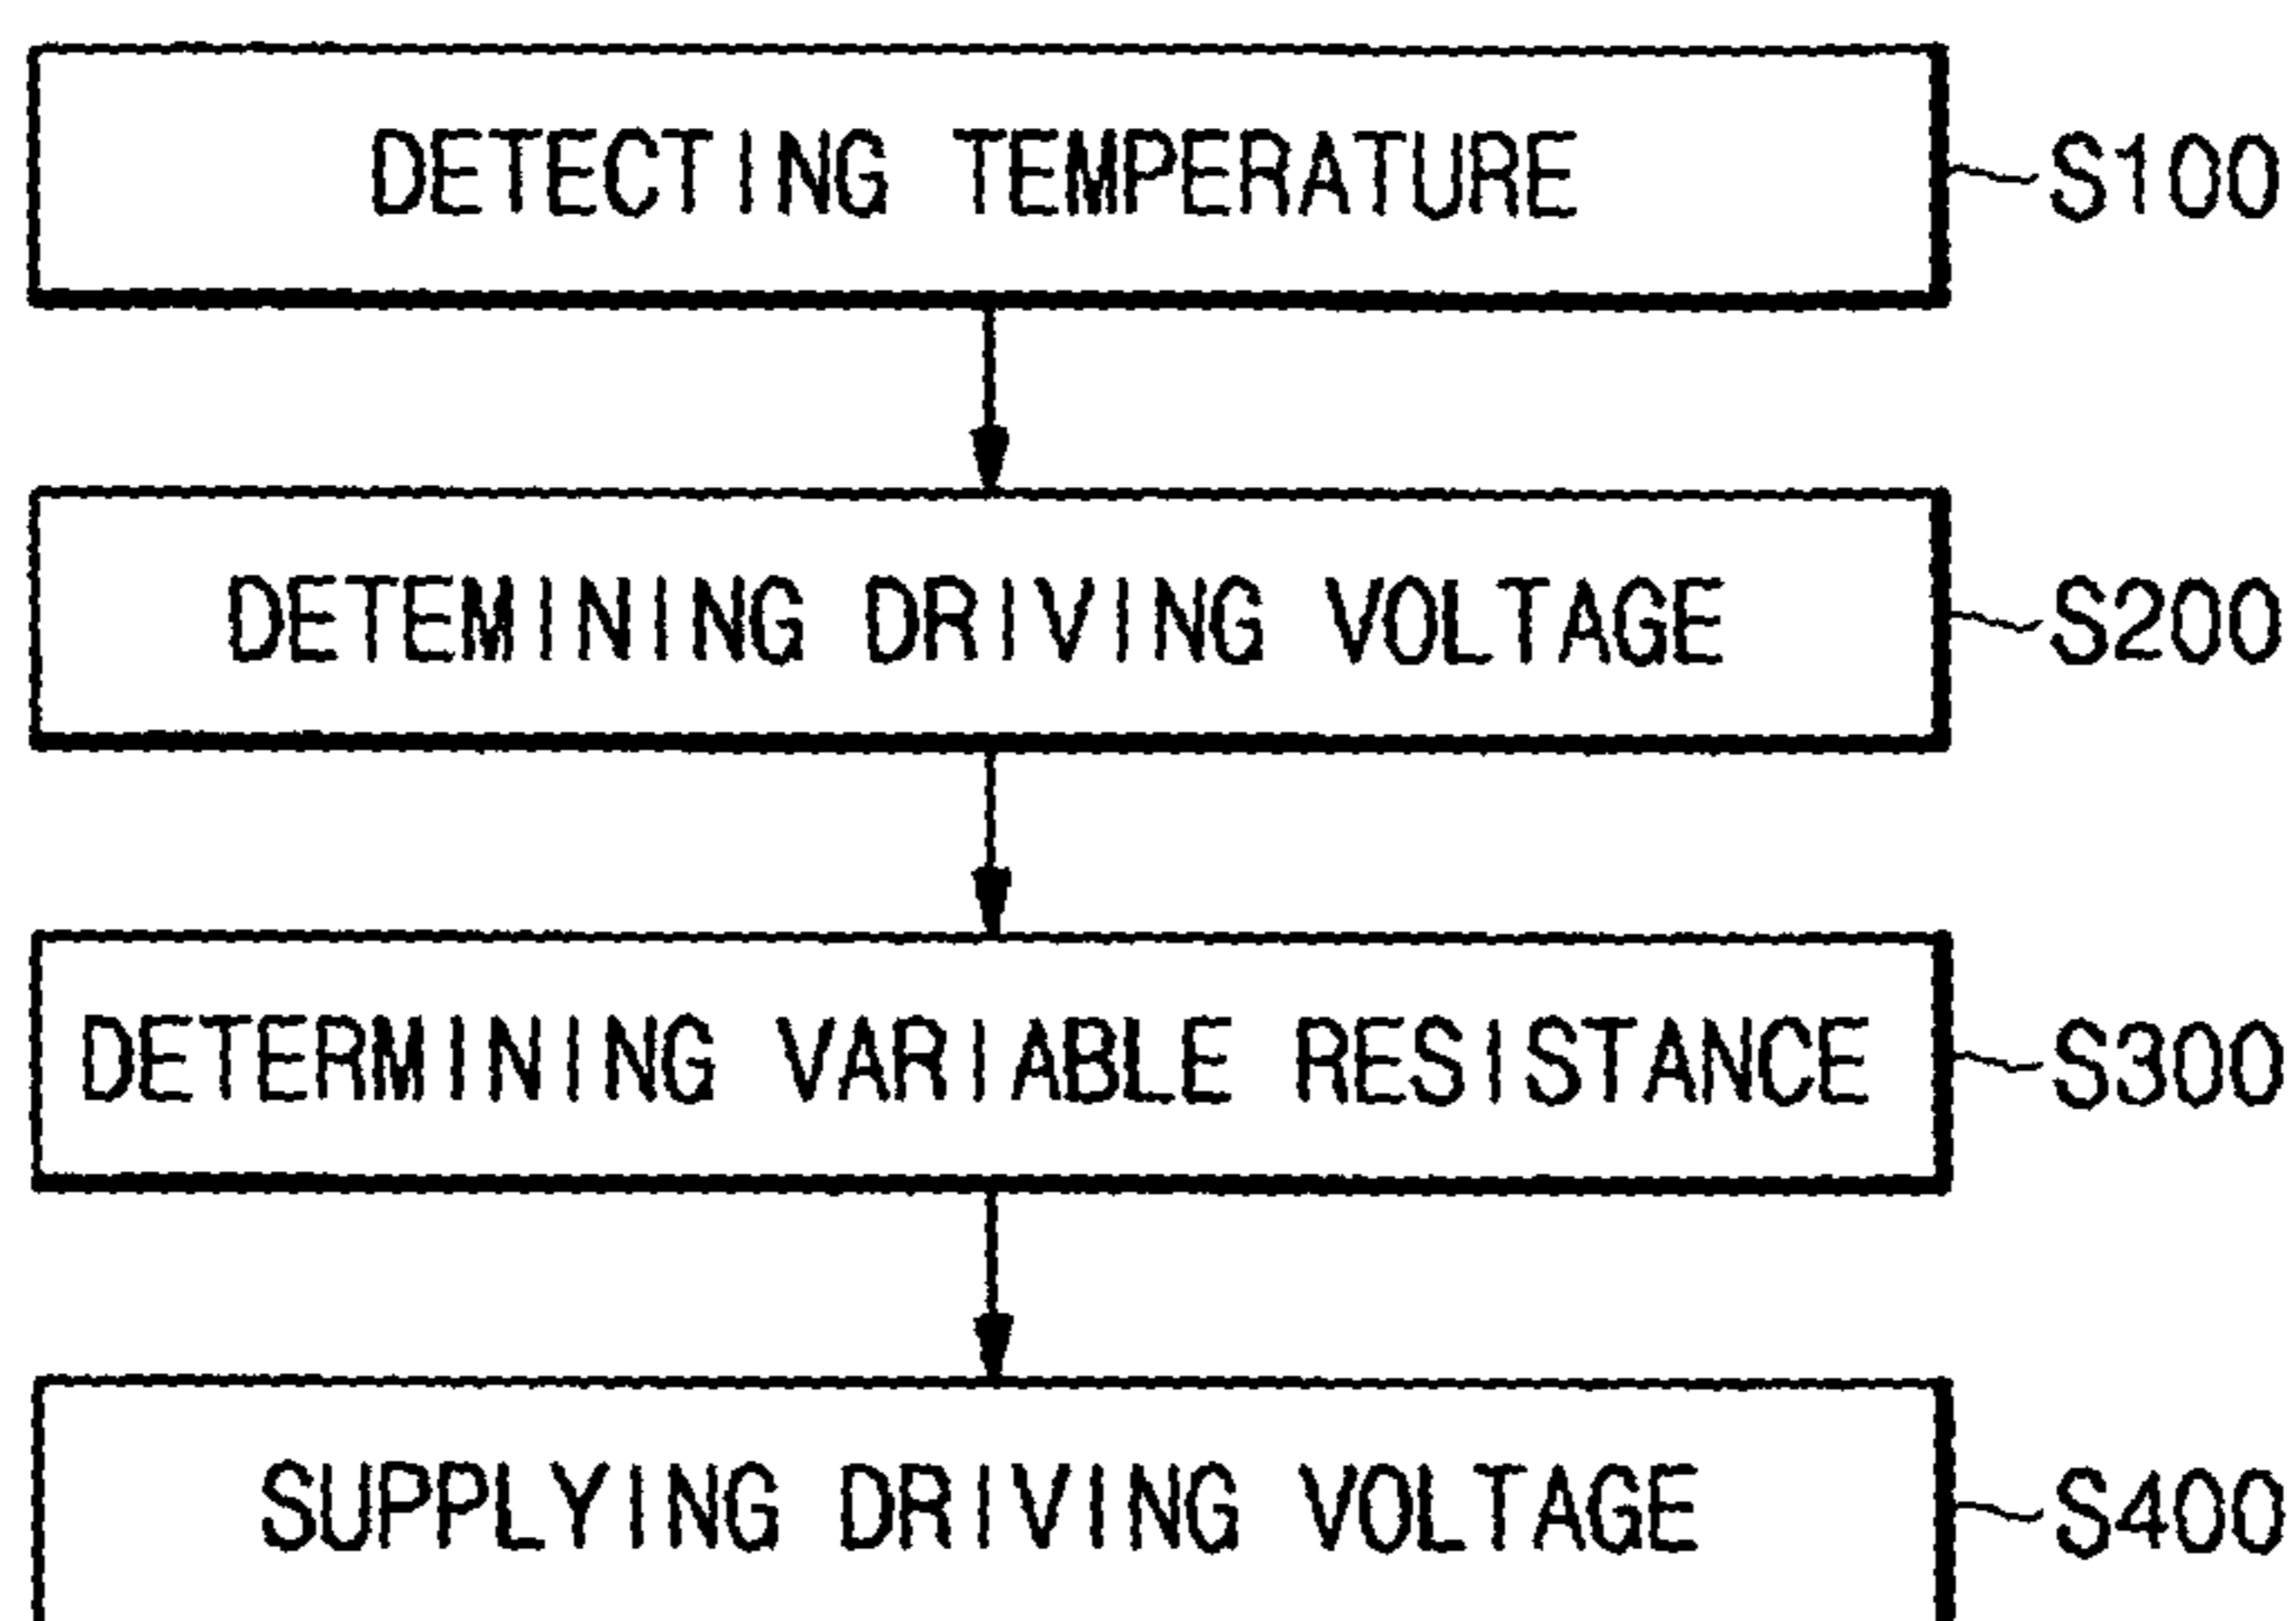 DETECTING TEMPERATURE S100
DETEMINING DRIVING VOLTAGE S200
DETERMINING VARIABLE RESISTANCE S300
SUPPLYING DRIVING VOLTAGE S400